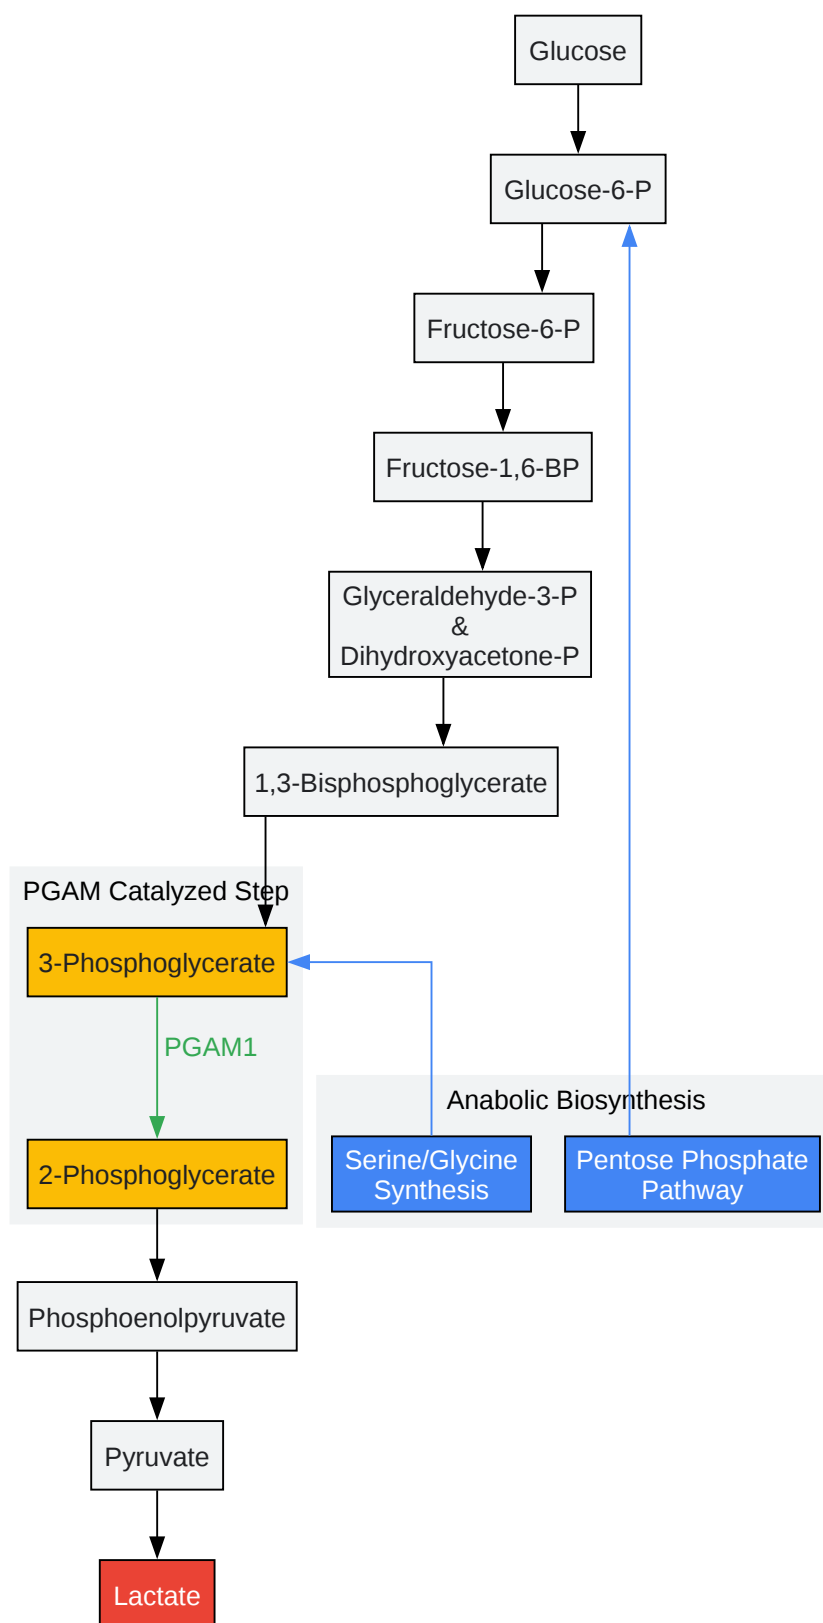 Glucose
Glucose-6-P
Fructose-6-P
Fructose-1,6-BP
Glyceraldehyde-3-P
&
Dihydroxyacetone-P
1,3-Bisphosphoglycerate
PGAM Catalyzed Step
3-Phosphoglycerate
PGAM1
2-Phosphoglycerate
Anabolic Biosynthesis
Serine/Glycine
Synthesis
Pentose Phosphate
Pathway
Phosphoenolpyruvate
Pyruvate
Lactate